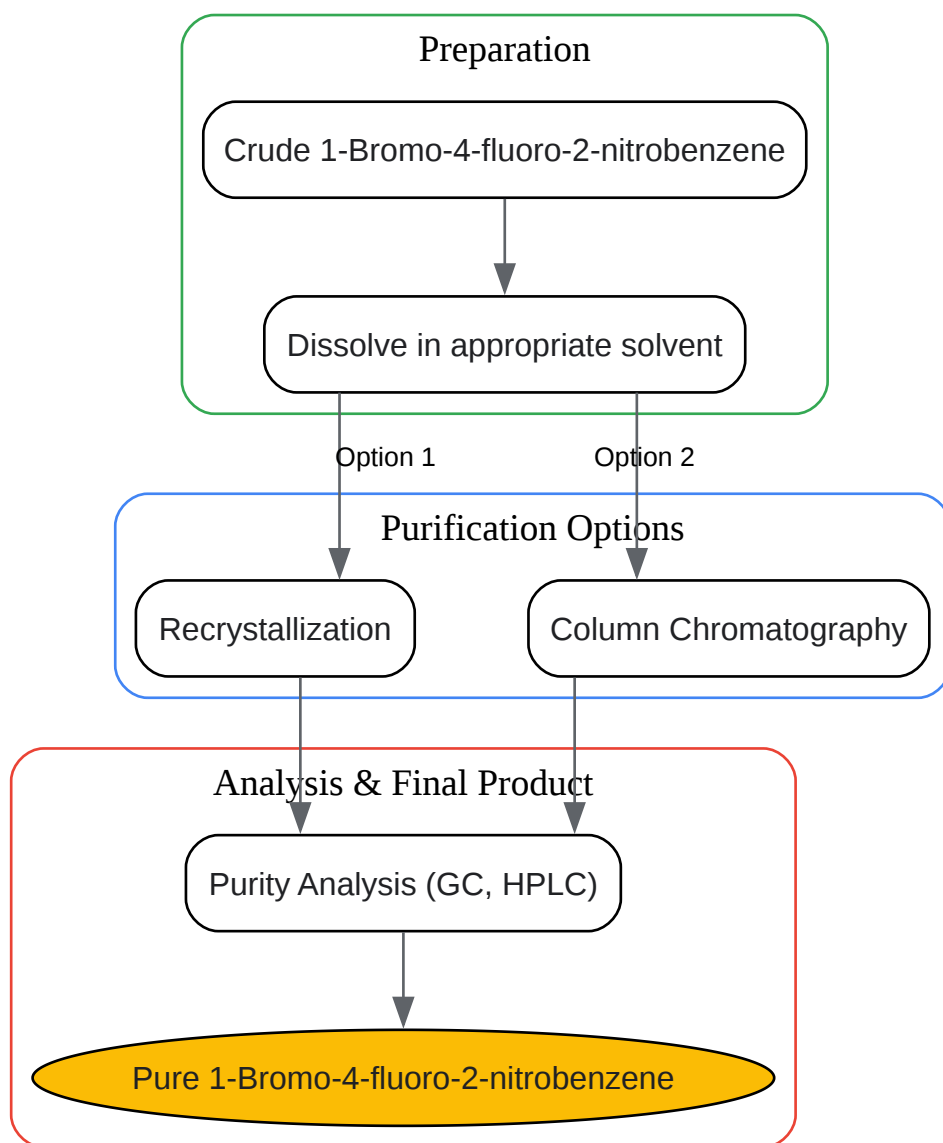 Preparation
Crude 1-Bromo-4-fluoro-2-nitrobenzene
Dissolve in appropriate solvent
Option 1
Option 2
Purification Options
Recrystallization
Column Chromatography
Analysis & Final Product
Purity Analysis (GC, HPLC)
Pure 1-Bromo-4-fluoro-2-nitrobenzene